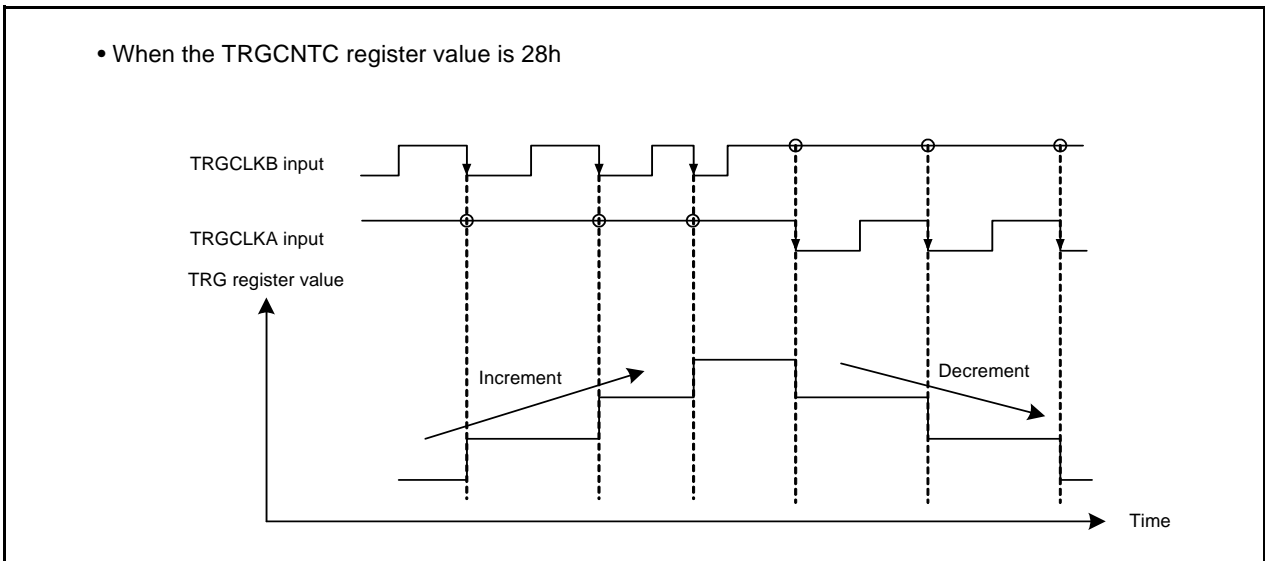 • When the TRGCNTC register value is 28h
TRGCLKB input
TRGCLKA input
TRG register value
Increment
Decrement
Time